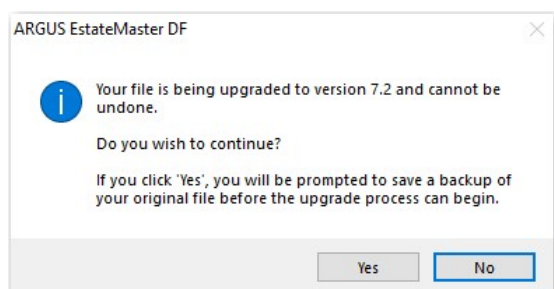 ARGUS EstateMaster DF
Your file is being upgraded to version 7.2 and cannot be
undone.
Do you wish to continue?
If you click 'Yes', you will be prompted to save a backup of
your original file before the upgrade process can begin.
Yes
No